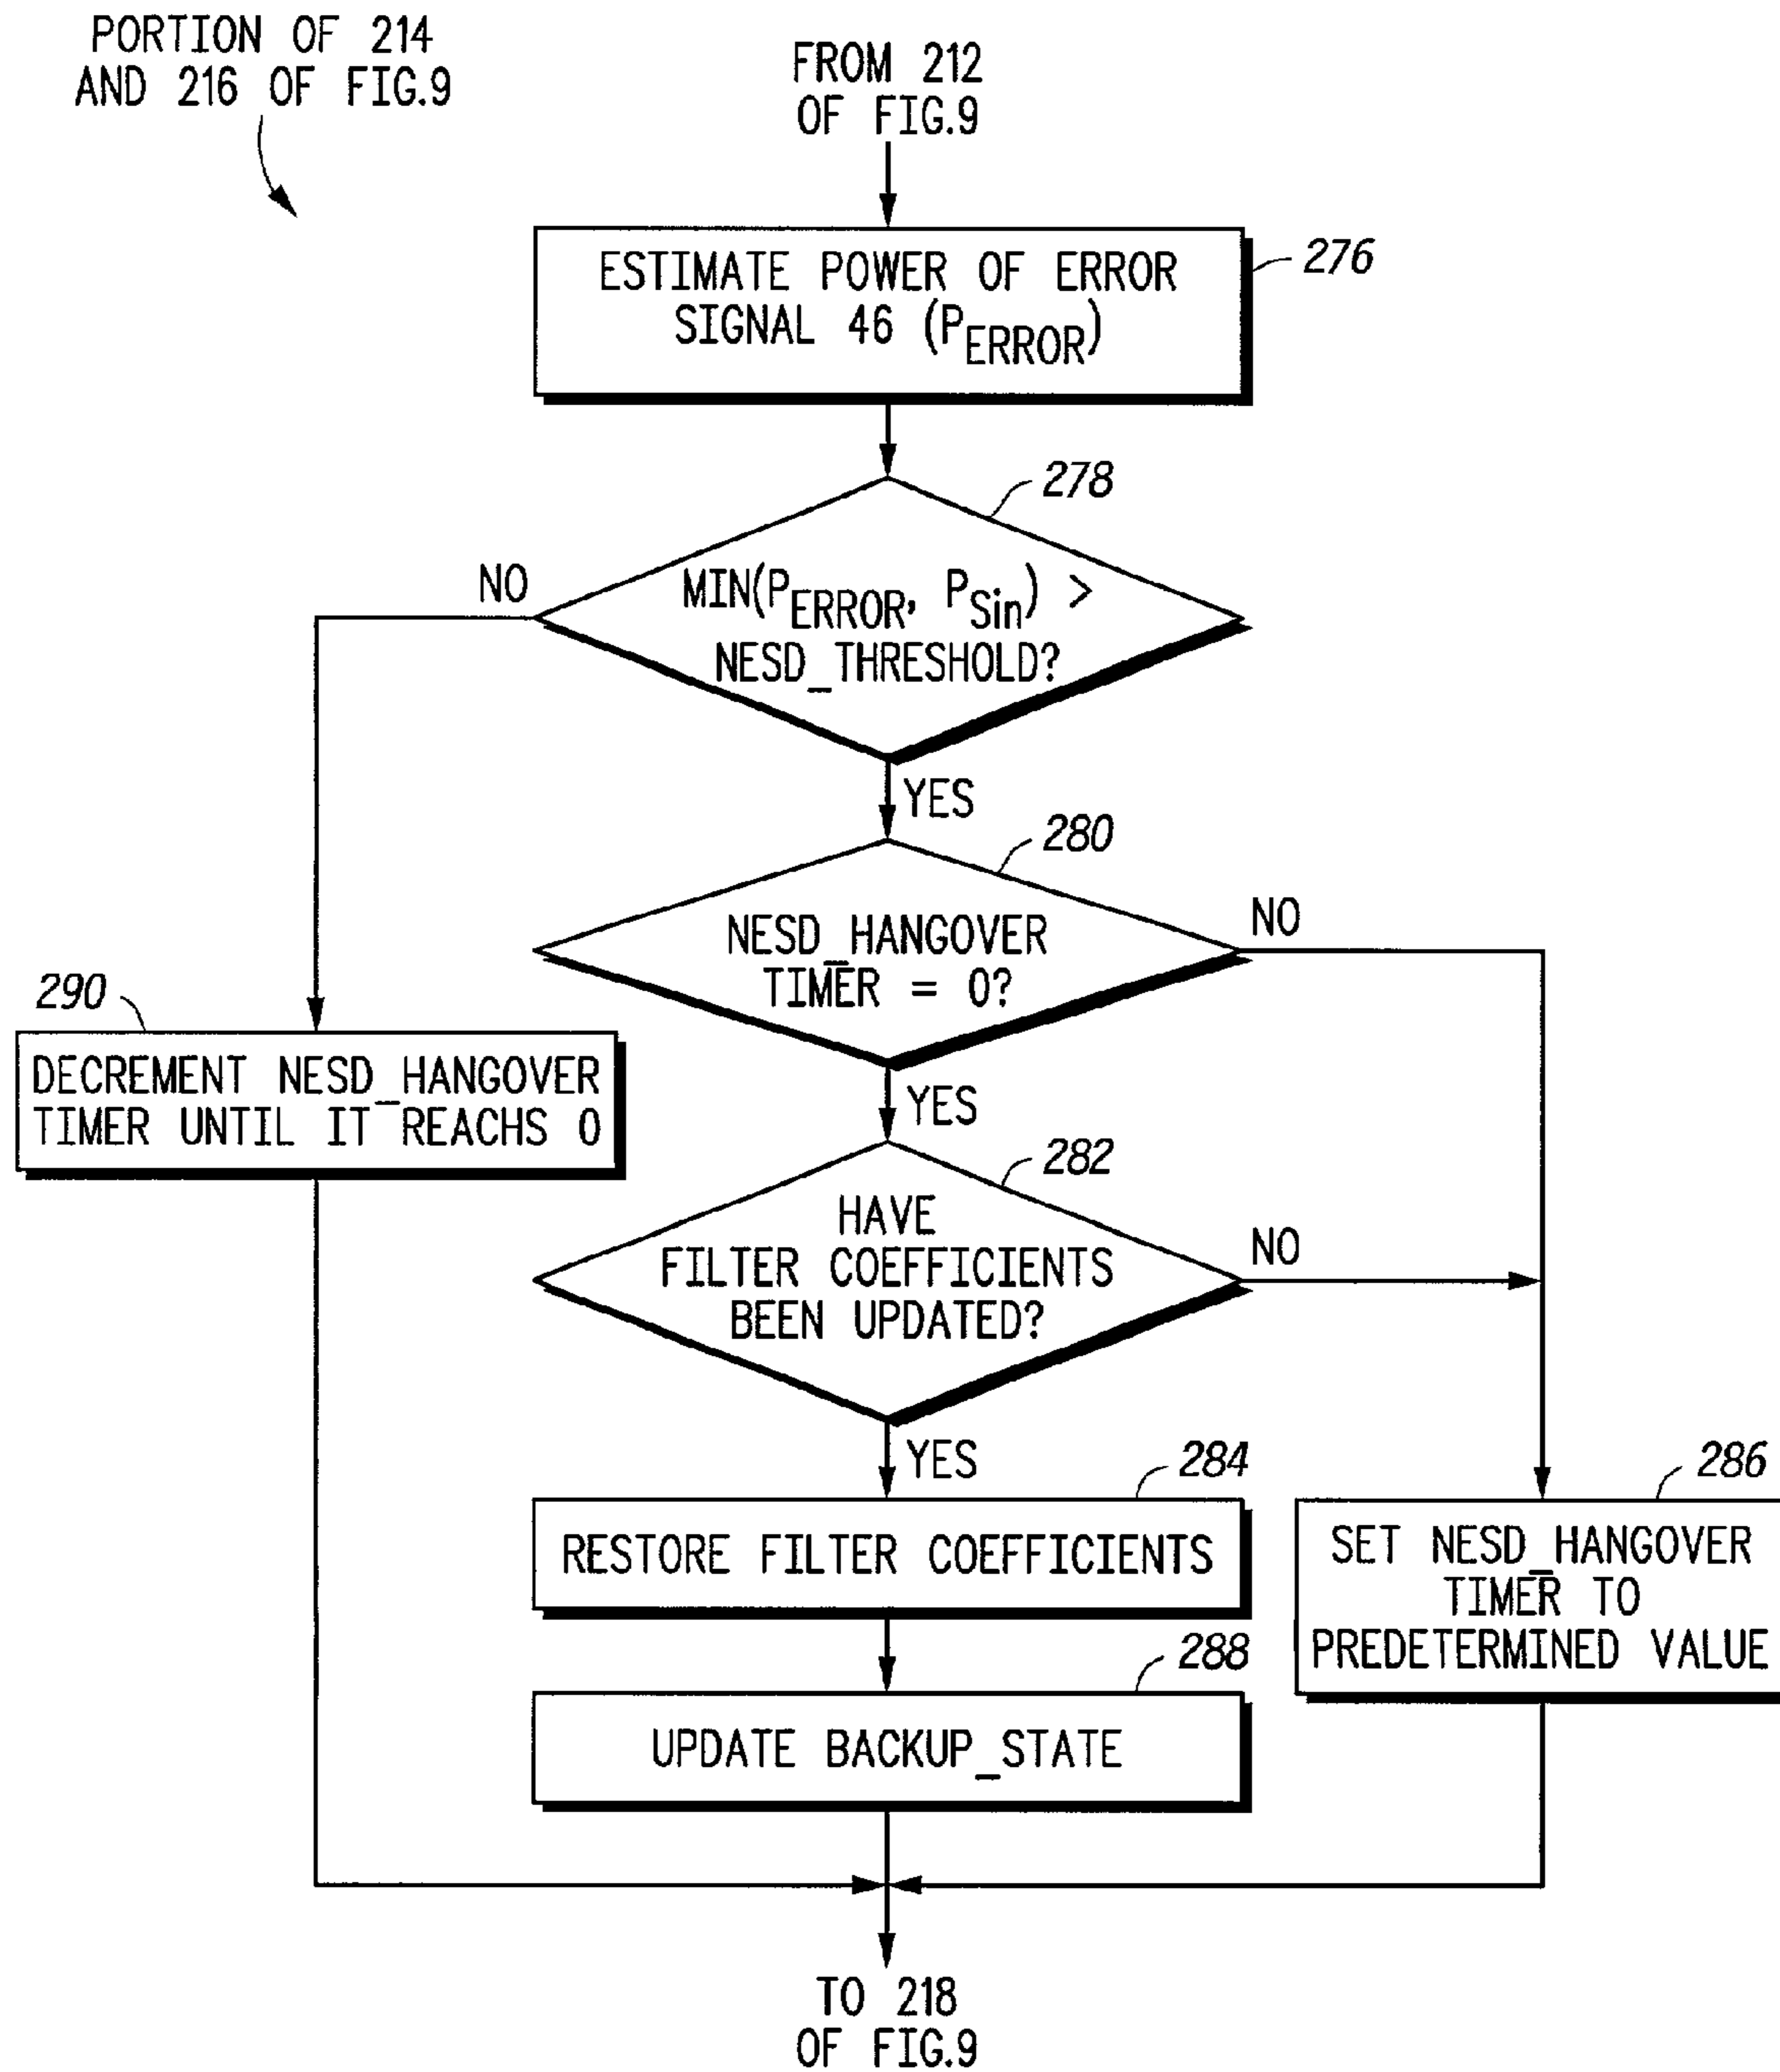 PORTION OF 214
AND 216 OF FIG.9
FROM 212
OF FIG.9
ESTIMATE POWER OF ERROR
SIGNAL 46 (PERROR)
276
278
NO
MIN(PERROR, PSin) >
NESD_THRESHOLD?
YES
280
NESD_HANGOVER
TIMER = 0?
NO
290
DECREMENT NESD_HANGOVER
TIMER UNTIL IT REACHS 0
YES
282
HAVE
FILTER COEFFICIENTS
BEEN UPDATED?
NO
YES
284
RESTORE FILTER COEFFICIENTS
286
SET NESD_HANGOVER
TIMER TO
PREDETERMINED VALUE
288
UPDATE BACKUP_STATE
TO 218
OF FIG.9